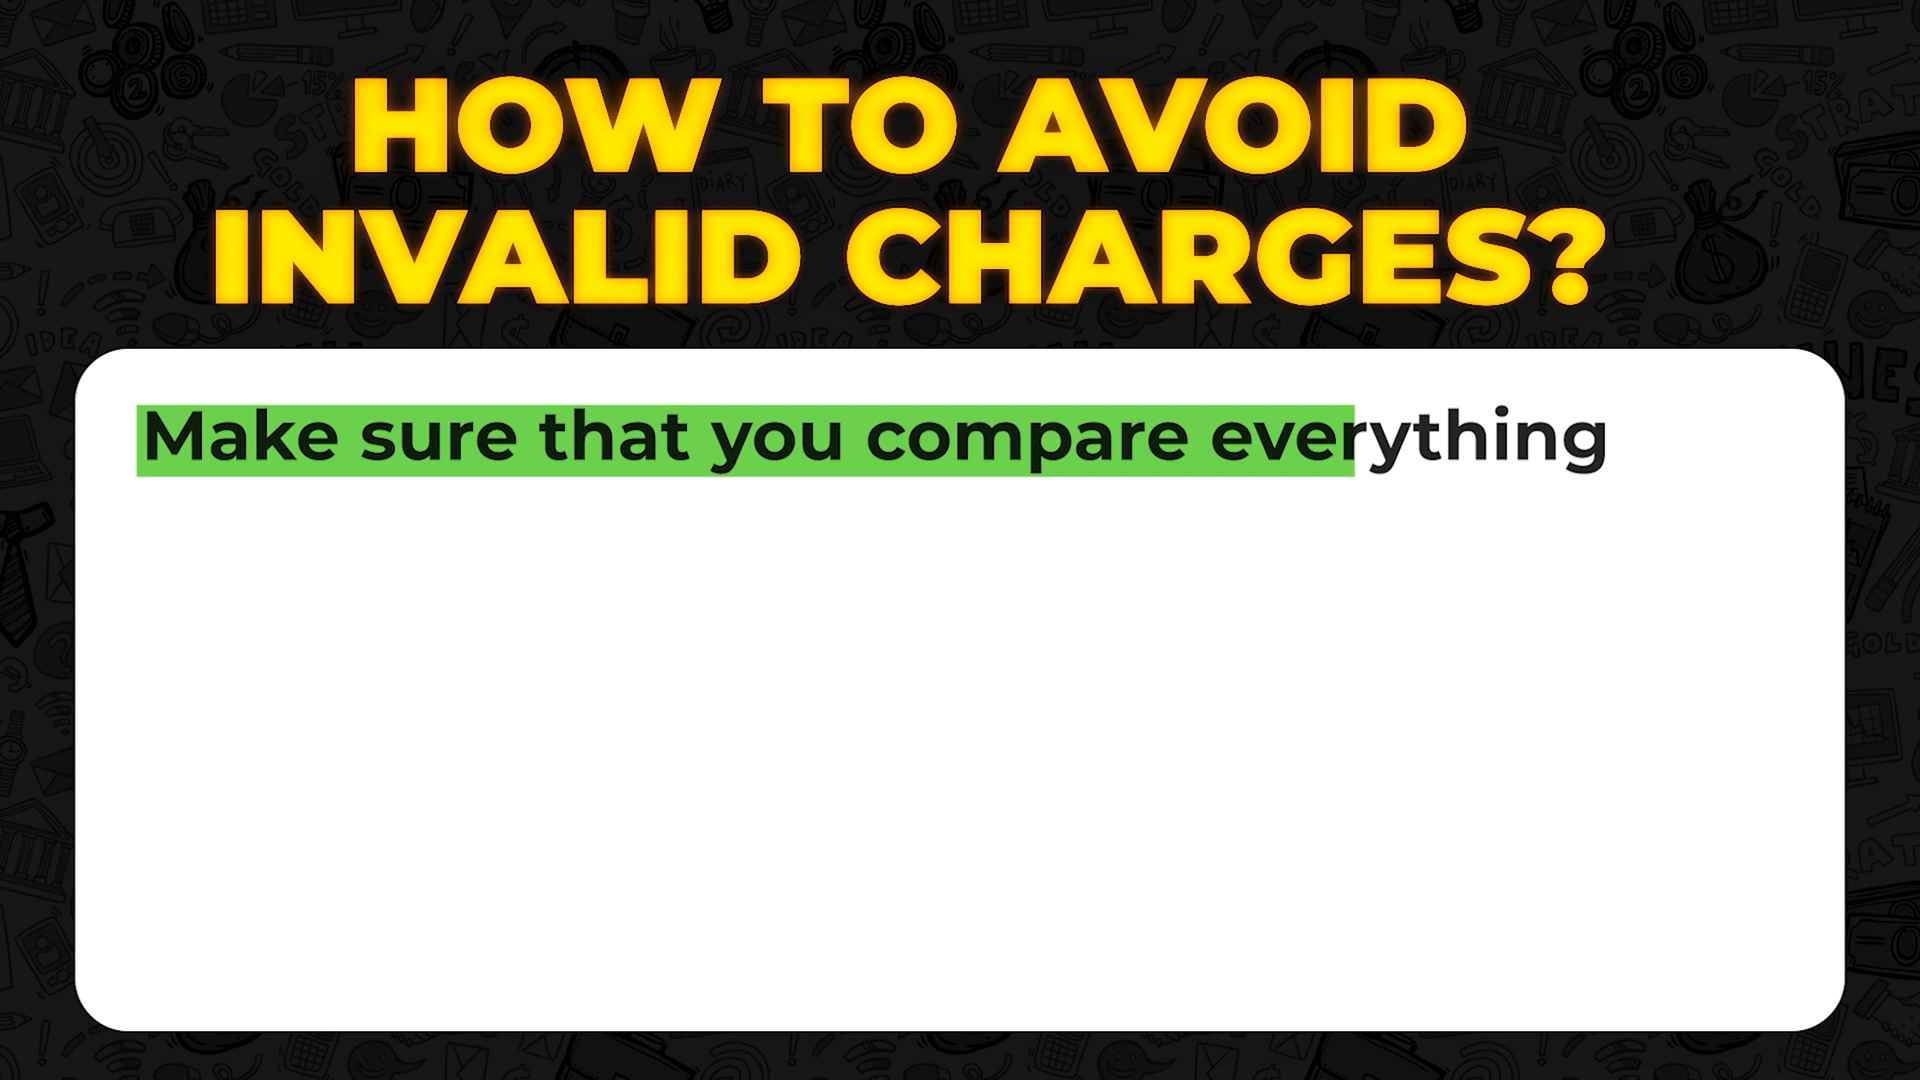 HOW TO AVOID
INVALID CHARGES?
Make sure that you compare everything